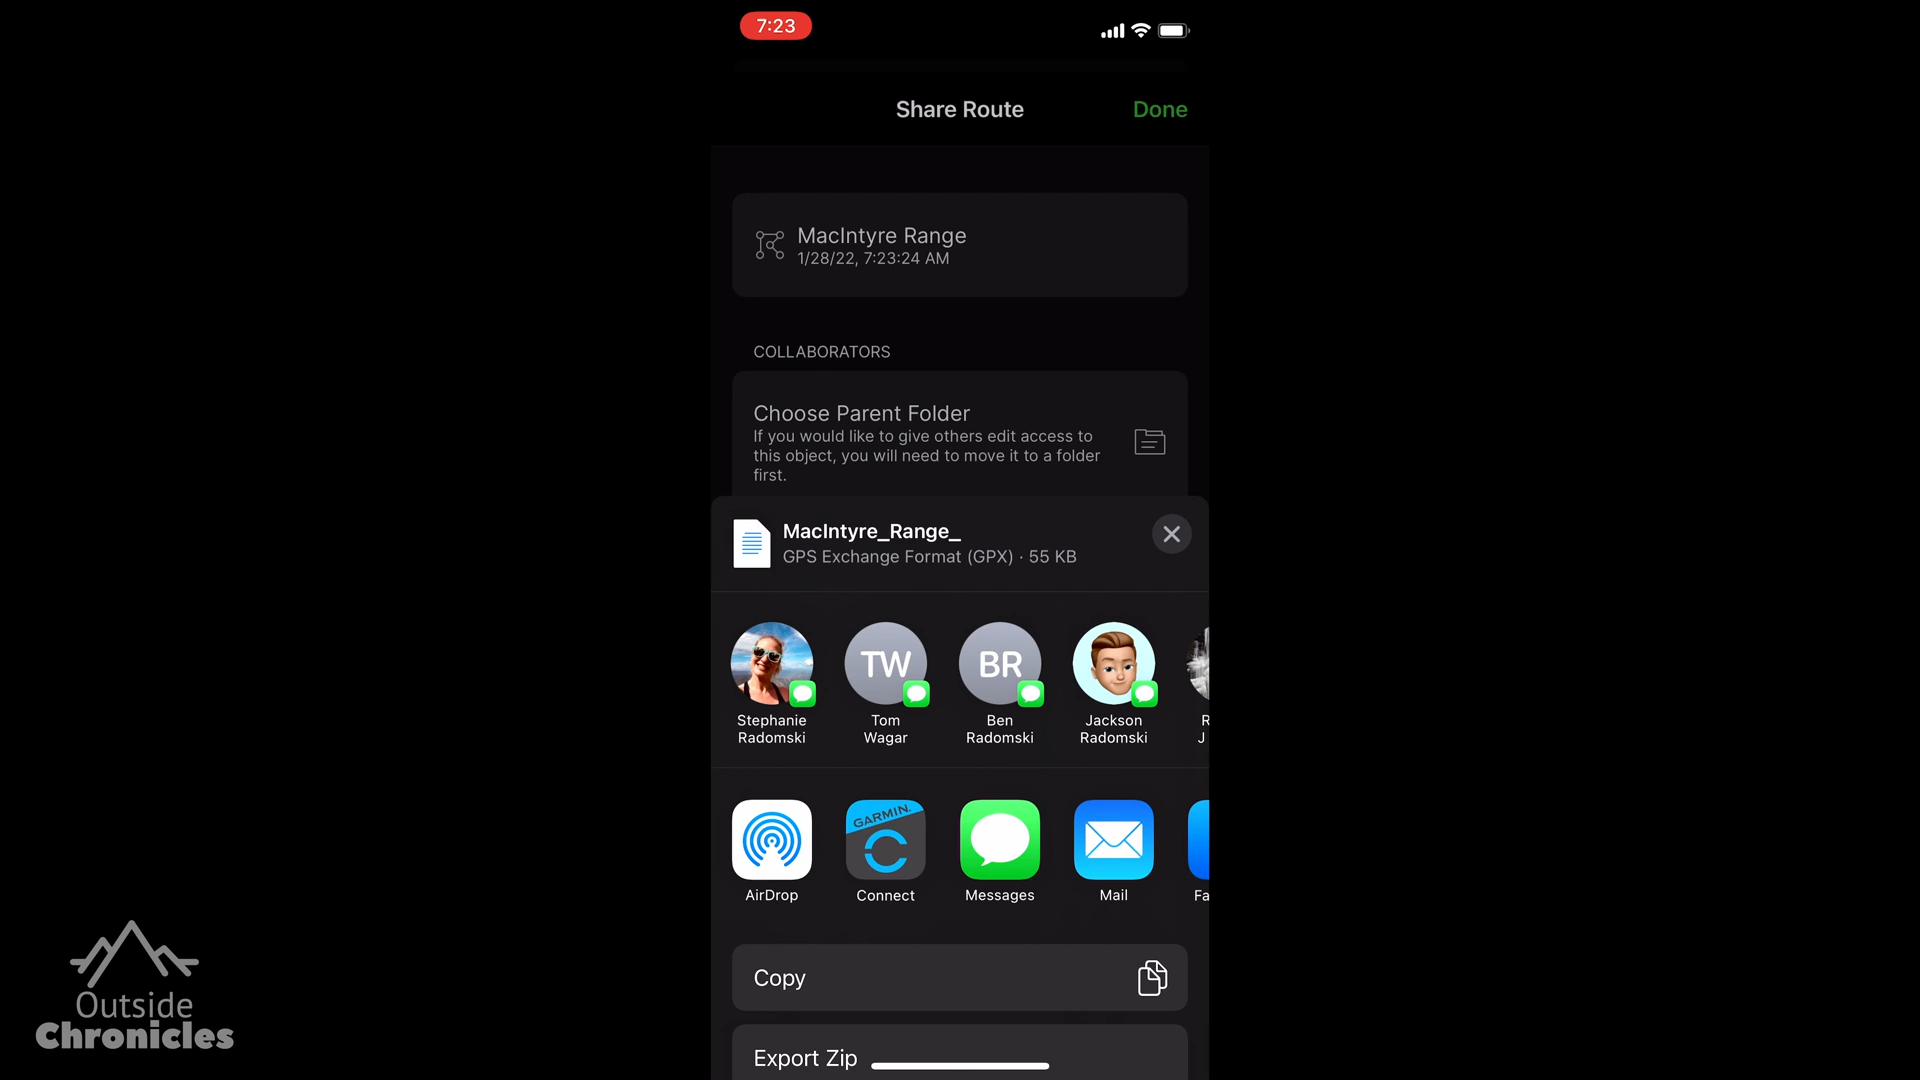 7:23
Share Route
Done
MacIntyre Range
1/28/22, 7:23:24 AM
COLLABORATORS
Choose Parent Folder
If you would like to give others edit access to
this object, you will need to move it to a folder
first.
MacIntyre_Range_
GPS Exchange Format (GPX) · 55 KB
TW
BR
Stephanie
Radomski
Tom
Wagar
Ben
Radomski
Jackson
Radomski
R
J
GARMIN.
AirDrop
Connect
Messages
Mail
Fa
Copy
Export Zip
Outside
Chronicles